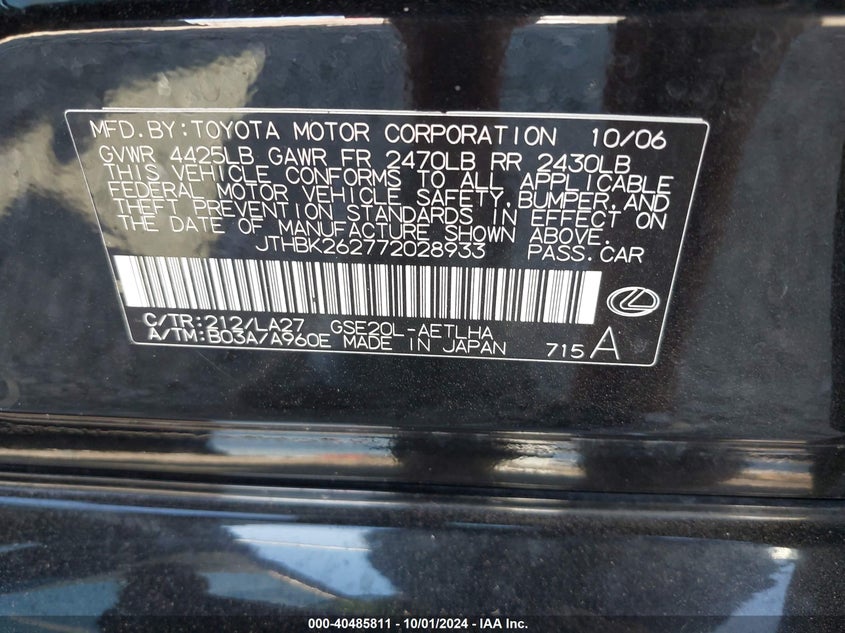 MFD.BY:TOYOTA MOTOR CORPORATION 10/06
GVWR 4425LB GAWR FR 2470LB RR 2430LB
THIS VEHICLE CONFORMS TO ALL APPLICABLE
FEDERAL MOTOR VEHICLE SAFETY,BUMPER,AND
THEFT PREVENTION STANDARDS IN EFFECT ON
THE DATE OF MANUFACTURE SHOWN ABOVE.
JTHBK262772028933 PASS.CAR
C/TR:212/LA27 GSE20L-AETLHA
A/TM:B03A/A960E MADE IN JAPAN 715A
000-40485811 - 10/01/2024 - IAA Inc.